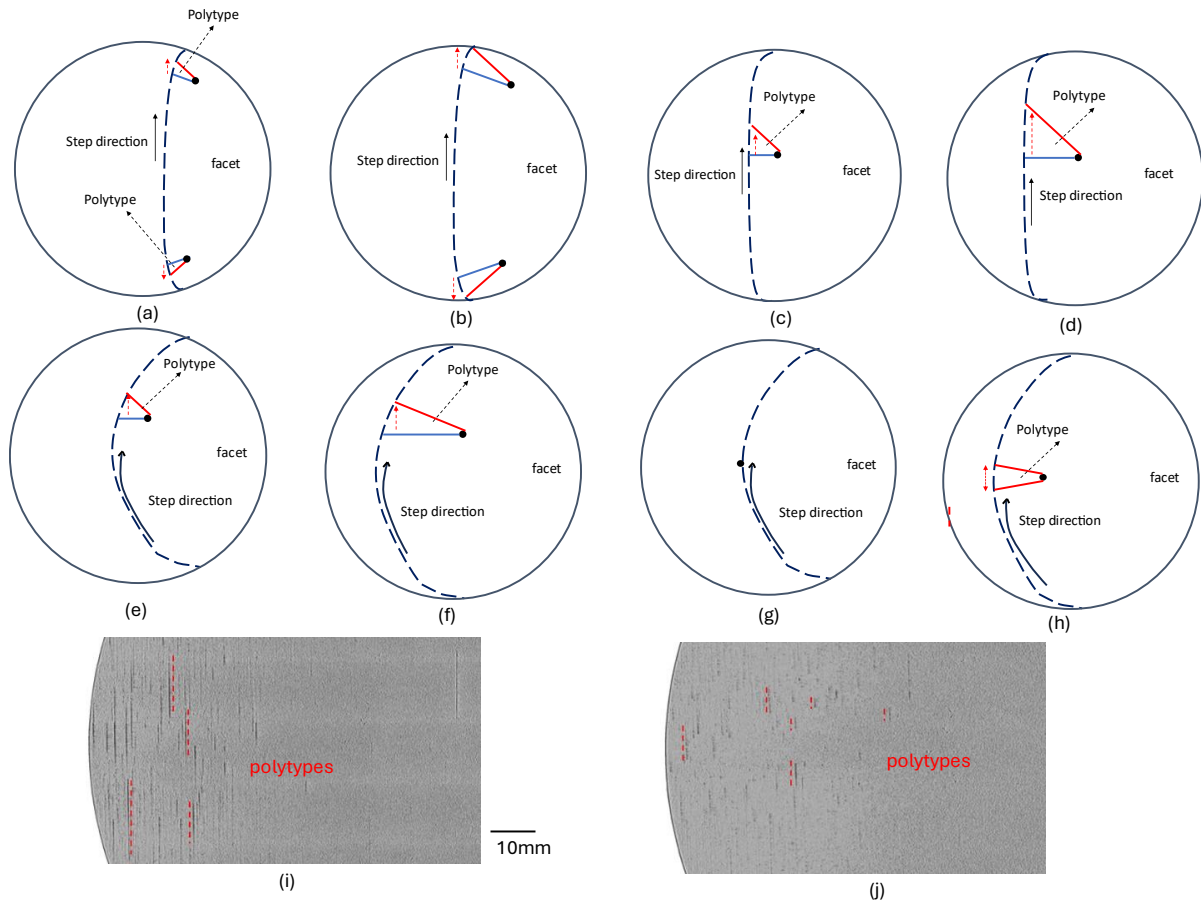 Polytype
Step direction
facet
Polytype
(a)
Step direction
facet
(b)
Polytype
Step direction
facet
(c)
Polytype
facet
Step direction
(d)
Polytype
facet
Step direction
(e)
Polytype
facet
Step direction
(f)
facet
Step direction
(g)
Polytype
facet
Step direction
(h)
polytypes
10mm
(i)
polytypes
(j)